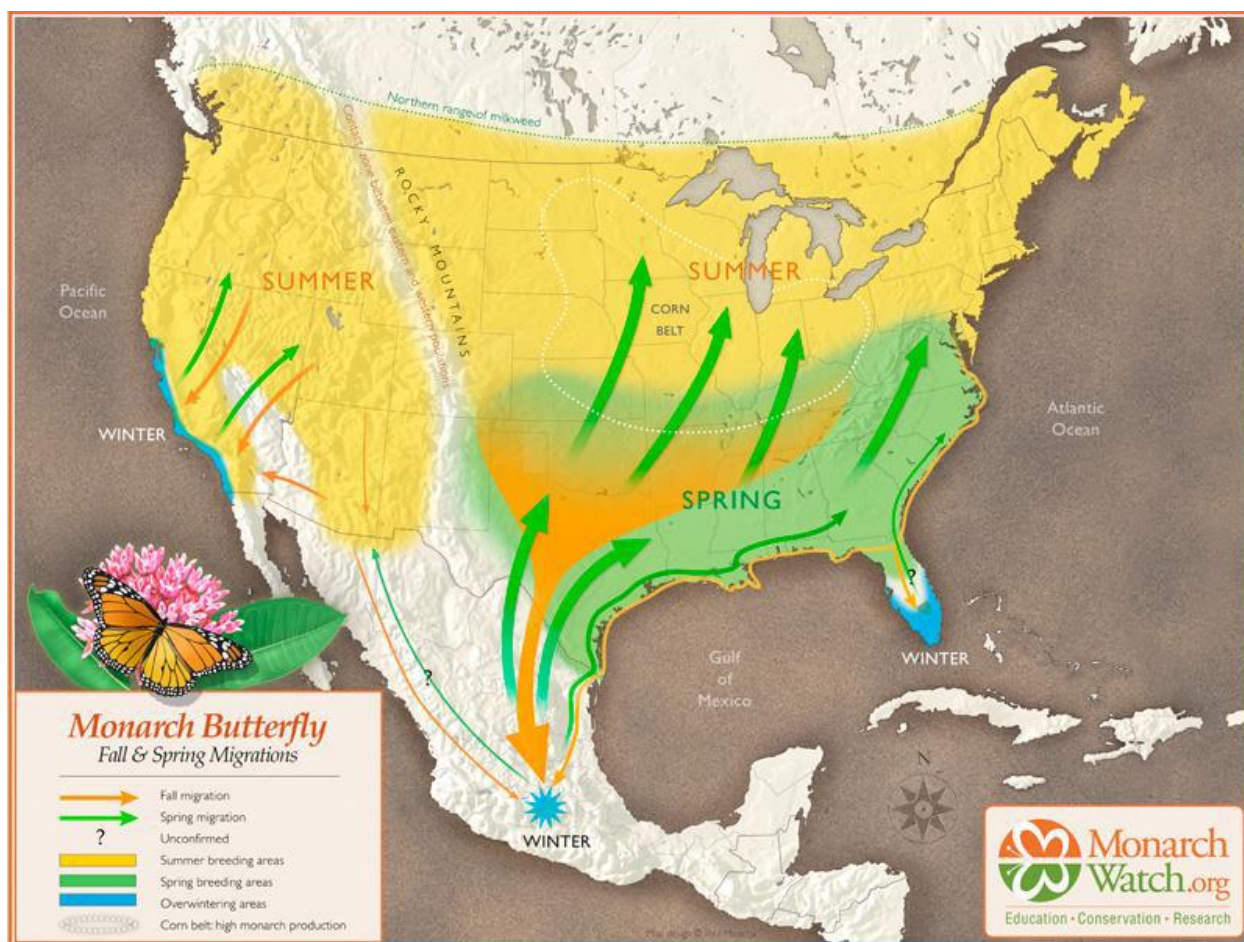 Northern range of milkweed
Contact zone between eastern and western populations
ROCKY MOUNTAINS
Pacific
Ocean
SUMMER
SUMMER
CORN
BELT
WINTER
Atlantic
Ocean
SPRING
?
?
Gulf
of
Mexico
WINTER
N
WINTER
Monarch Butterfly
Fall & Spring Migrations
Fall migration
Spring migration
? Unconfirmed
Summer breeding areas
Spring breeding areas
Overwintering areas
Corn belt: high monarch production
Monarch
Watch.org
Education • Conservation • Research
Map design ©